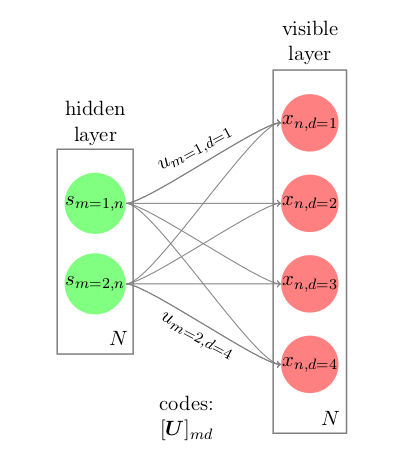 visible
layer
hidden
layer
u_{m=1,d=1}
x_{n,d=1}
s_{m=1,n}
x_{n,d=2}
s_{m=2,n}
x_{n,d=3}
N
u_{m=2,d=4}
x_{n,d=4}
codes:
[U]_{md}
N